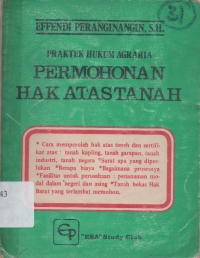 31
EFFENDI PERANGINANGIN, S.H.
PRAKTEK HUKUM AGRARIA
PERMOHONAN
HAK ATAS TANAH
* Cara memperoleh hak atas tanah dan sertifi-
kat atas : tanah kapling, tanah garapan, tanah
industri, tanah negara * Surat apa yang diper-
lukan * Berapa biaya * Bagaimana prosesnya
* Fasilitas untuk perusahaan : penanaman mo-
dal dalam negeri dan asing * Tanah bekas Hak
Barat yang terlambat memohon.
43
EP
"ESA" Study Club